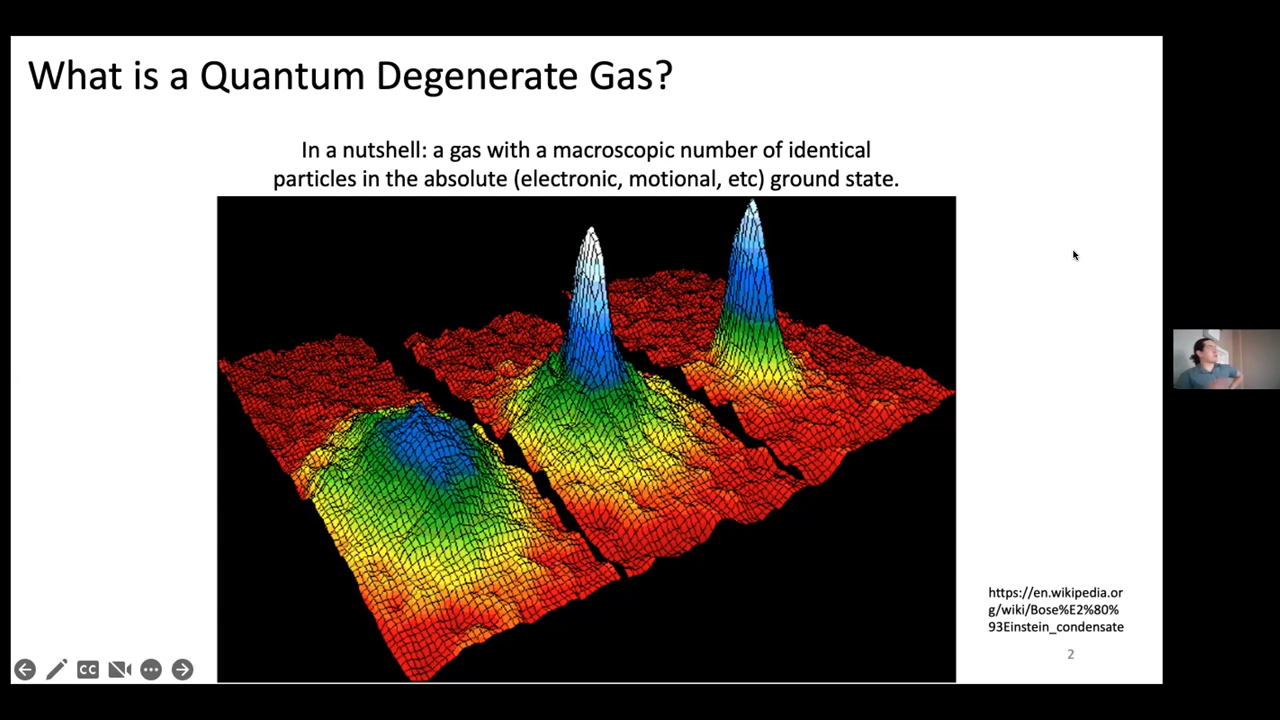 What is a Quantum Degenerate Gas?
In a nutshell: a gas with a macroscopic number of identical
particles in the absolute (electronic, motional, etc) ground state.
https://en.wikipedia.or
g/wiki/Bose%E2%80%
93Einstein_condensate
2
CC